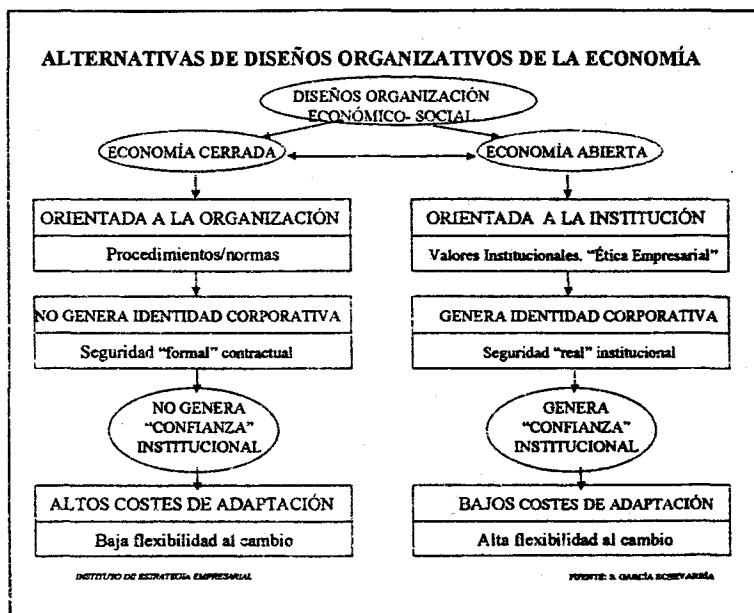 ALTERNATIVAS DE DISEÑOS ORGANIZATIVOS DE LA ECONOMÍA
DISEÑOS ORGANIZACIÓN
ECONÓMICO- SOCIAL
ECONOMÍA CERRADA
ECONOMÍA ABIERTA
ORIENTADA A LA ORGANIZACIÓN
Procedimientos/normas
NO GENERA IDENTIDAD CORPORATIVA
Seguridad "formal" contractual
NO GENERA
"CONFIANZA"
INSTITUCIONAL
ALTOS COSTES DE ADAPTACIÓN
Baja flexibilidad al cambio
ORIENTADA A LA INSTITUCIÓN
Valores Institucionales. "Ética Empresarial"
GENERA IDENTIDAD CORPORATIVA
Seguridad "real" institucional
GENERA
"CONFIANZA"
INSTITUCIONAL
BAJOS COSTES DE ADAPTACIÓN
Alta flexibilidad al cambio
INSTITUTO DE ESTRATEGIA EMPRESARIAL
FUENTE: S. GARCÍA ECHEVARRÍA